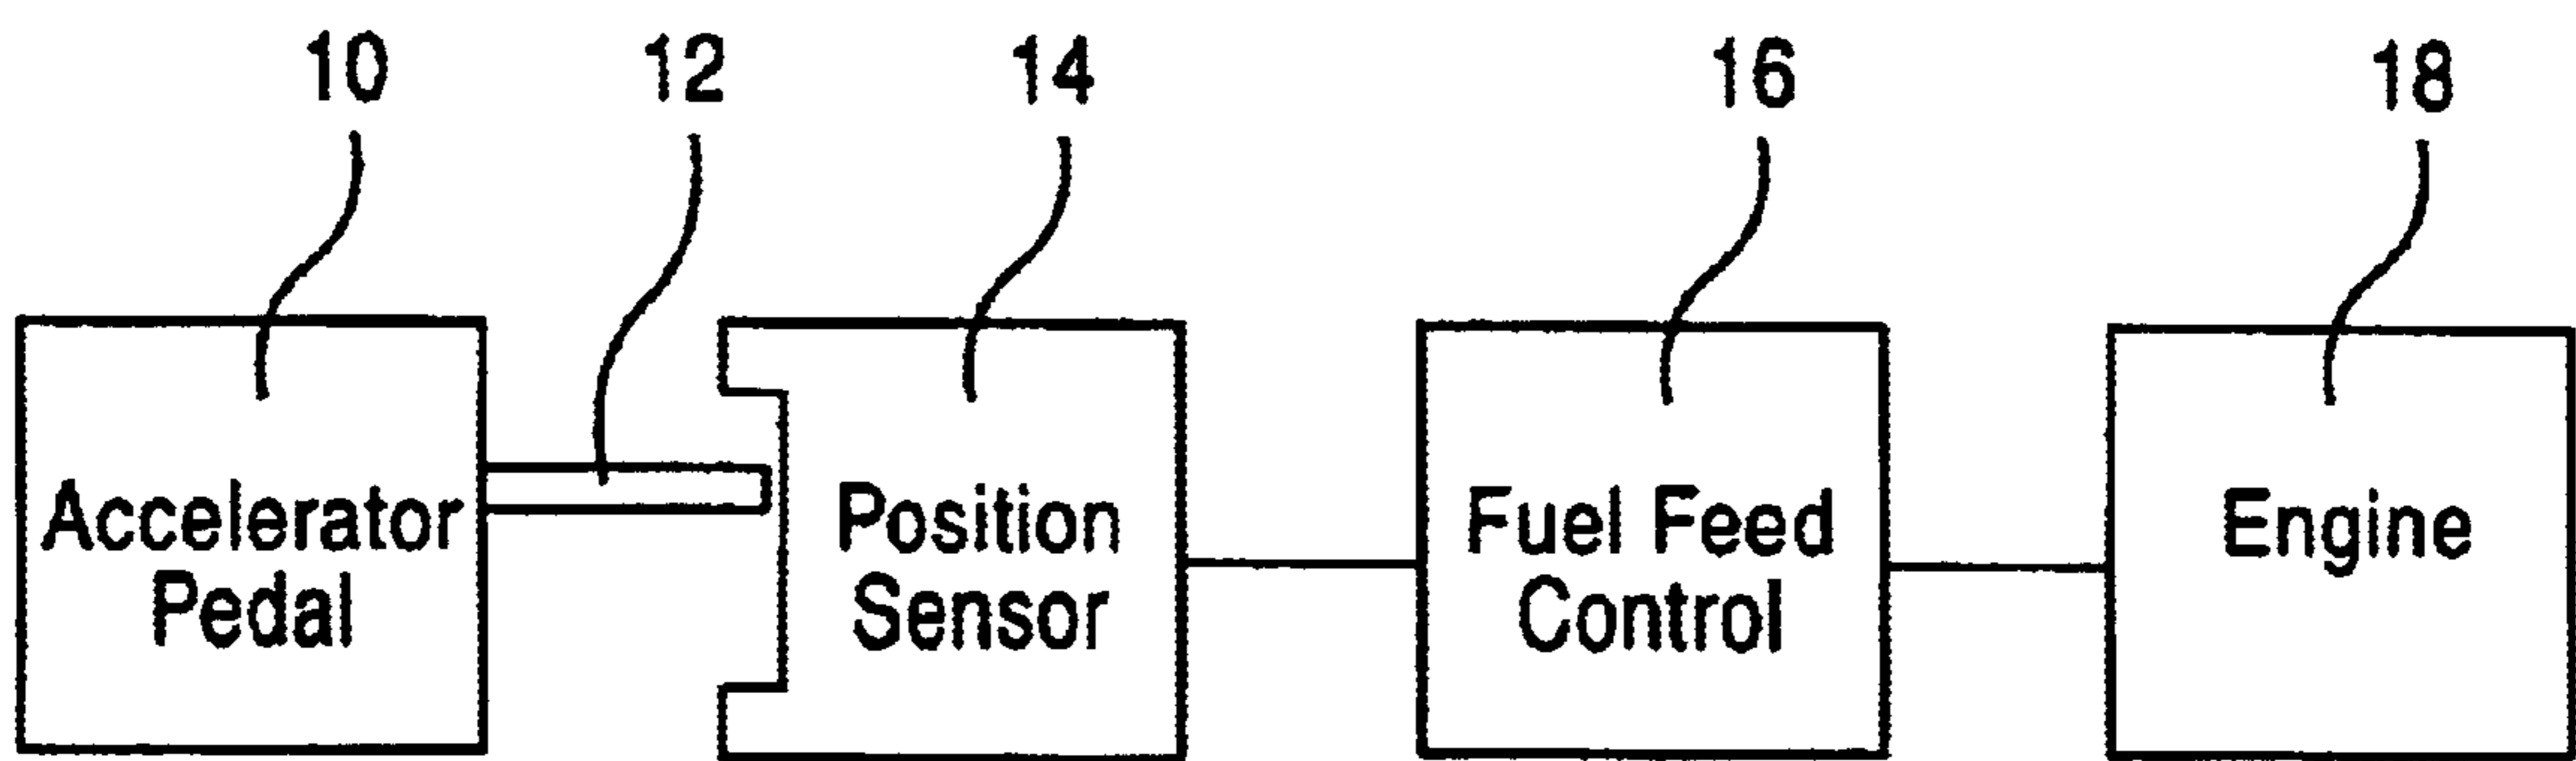 10 12 14 16 18
Accelerator
Pedal
Position
Sensor
Fuel Feed
Control
Engine